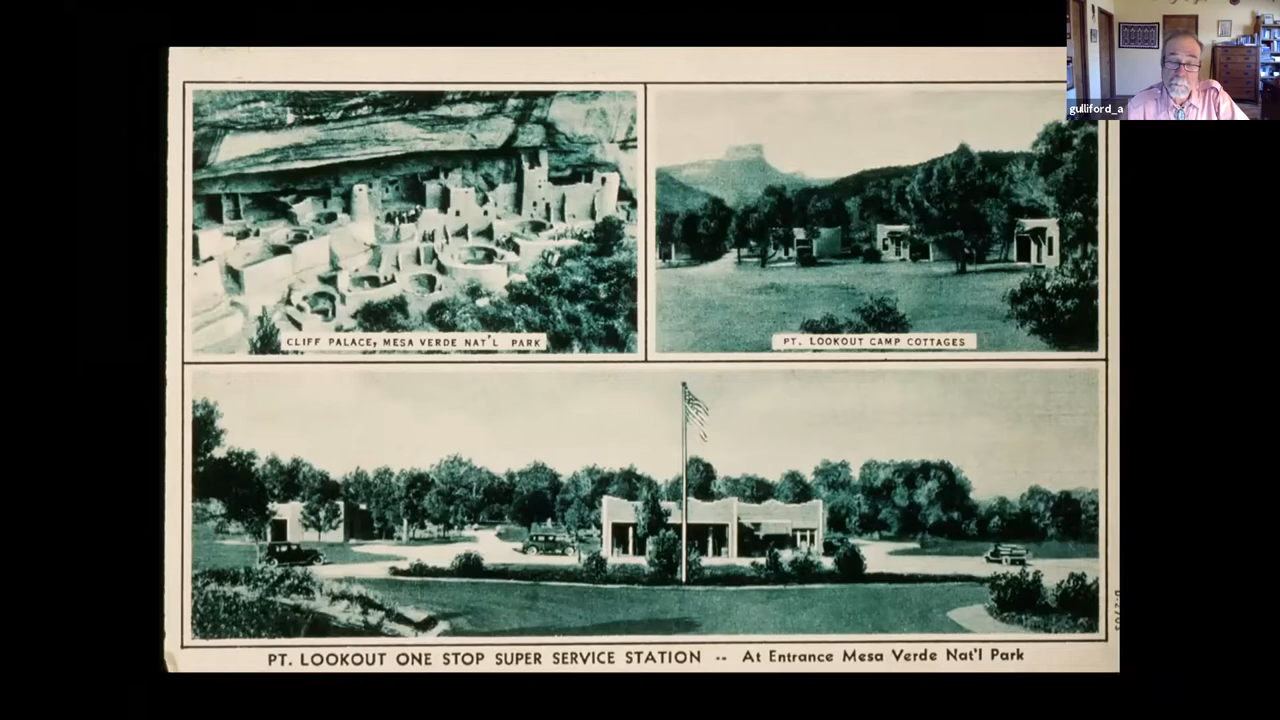 gulliford_a
CLIFF PALACE, MESA VERDE NAT'L PARK
PT. LOOKOUT CAMP COTTAGES
PT. LOOKOUT ONE STOP SUPER SERVICE STATION -- At Entrance Mesa Verde Nat'l Park